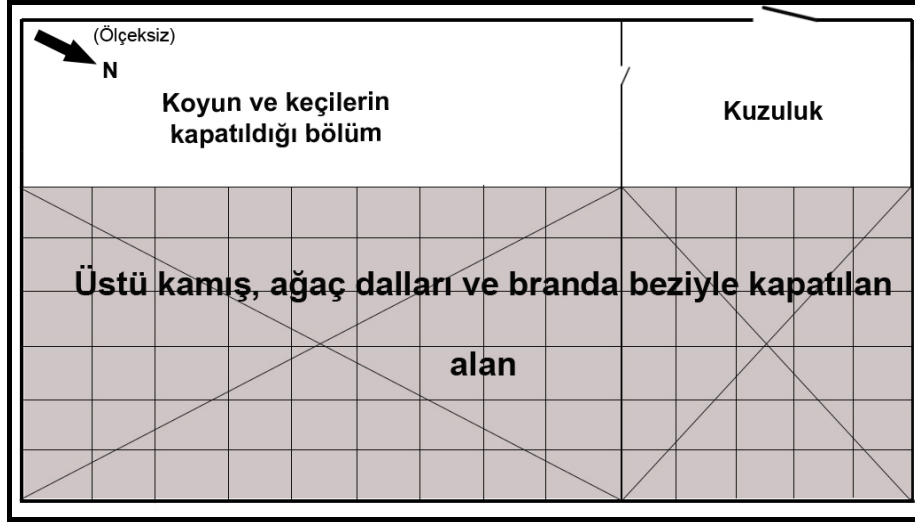 (Ölçeksiz)
N
Koyun ve keçilerin
kapatıldığı bölüm
Kuzuluk
Üstü kamış, ağaç dalları ve branda beziyle kapatılan
alan